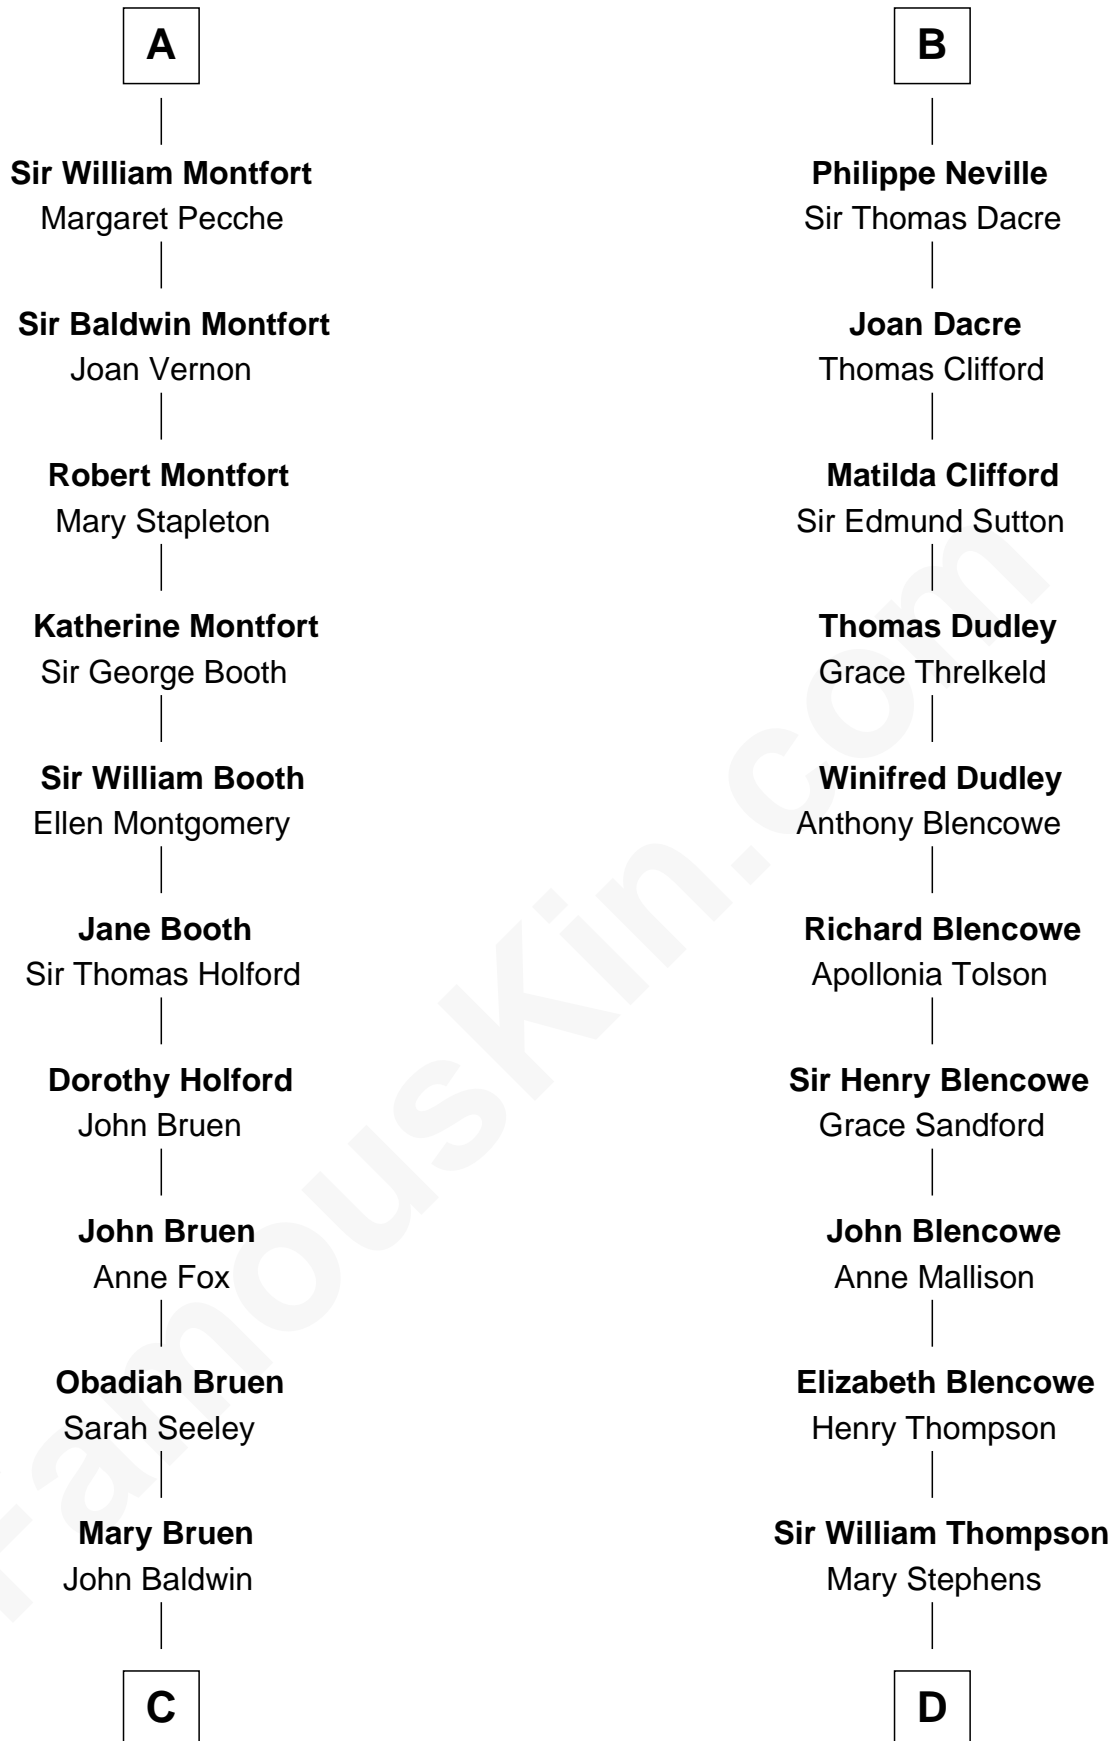 A
Sir William Montfort
Margaret Pecche
Sir Baldwin Montfort
Joan Vernon
Robert Montfort
Mary Stapleton
Katherine Montfort
Sir George Booth
Sir William Booth
Ellen Montgomery
Jane Booth
Sir Thomas Holford
Dorothy Holford
John Bruen
John Bruen
Anne Fox
Obadiah Bruen
Sarah Seeley
Mary Bruen
John Baldwin
C
B
Philippe Neville
Sir Thomas Dacre
Joan Dacre
Thomas Clifford
Matilda Clifford
Sir Edmund Sutton
Thomas Dudley
Grace Threlkeld
Winifred Dudley
Anthony Blencowe
Richard Blencowe
Apollonia Tolson
Sir Henry Blencowe
Grace Sandford
John Blencowe
Anne Mallison
Elizabeth Blencowe
Henry Thompson
Sir William Thompson
Mary Stephens
D
FamousKin.com